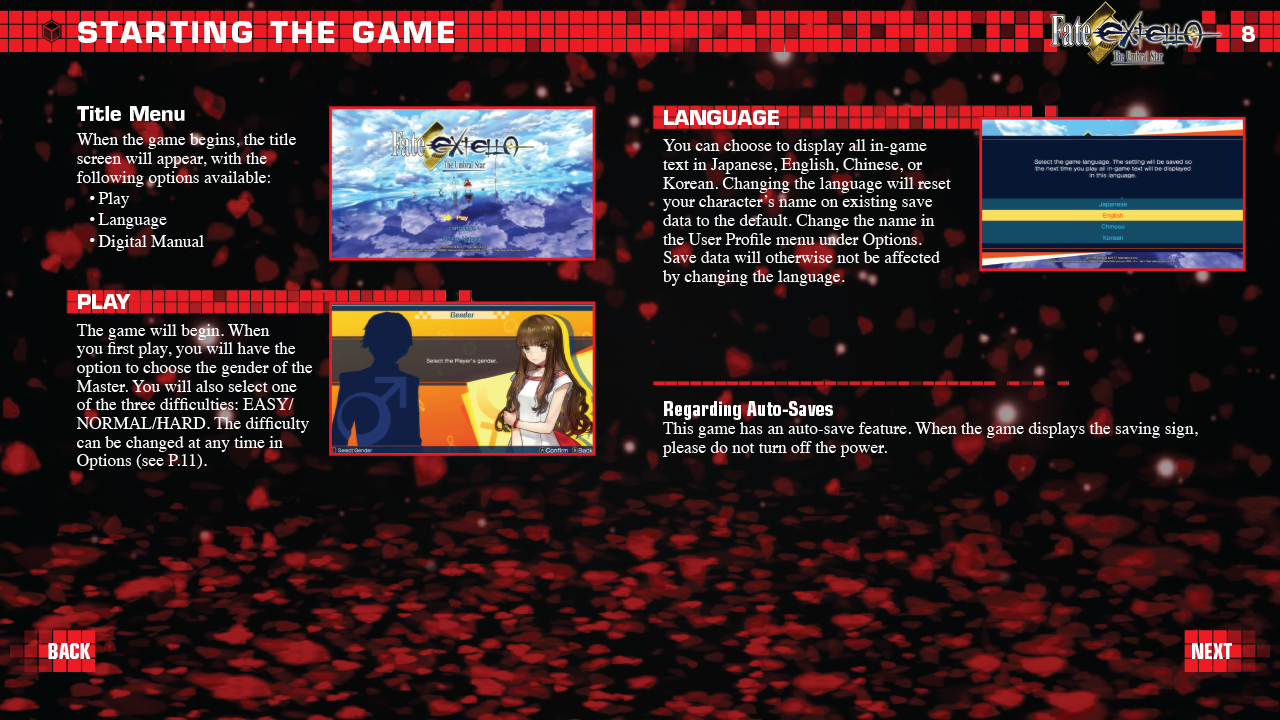 STARTING THE GAME
Fate/EXTELLA
The Umbral Star
8
Title Menu
When the game begins, the title
screen will appear, with the
following options available:
• Play
• Language
• Digital Manual
Fate/EXTELLA
The Umbral Star
Play
PLAY
The game will begin. When
you first play, you will have the
option to choose the gender of the
Master. You will also select one
of the three difficulties: EASY/
NORMAL/HARD. The difficulty
can be changed at any time in
Options (see P.11).
Gender
Select the Player's gender.
Select Gender
Confirm
Back
LANGUAGE
You can choose to display all in-game
text in Japanese, English, Chinese, or
Korean. Changing the language will reset
your character’s name on existing save
data to the default. Change the name in
the User Profile menu under Options.
Save data will otherwise not be affected
by changing the language.
Select the game language. The setting will be saved so
the next time you play all in-game text will be displayed
in this language.
Japanese
English
Chinese
Korean
Regarding Auto-Saves
This game has an auto-save feature. When the game displays the saving sign,
please do not turn off the power.
BACK
NEXT